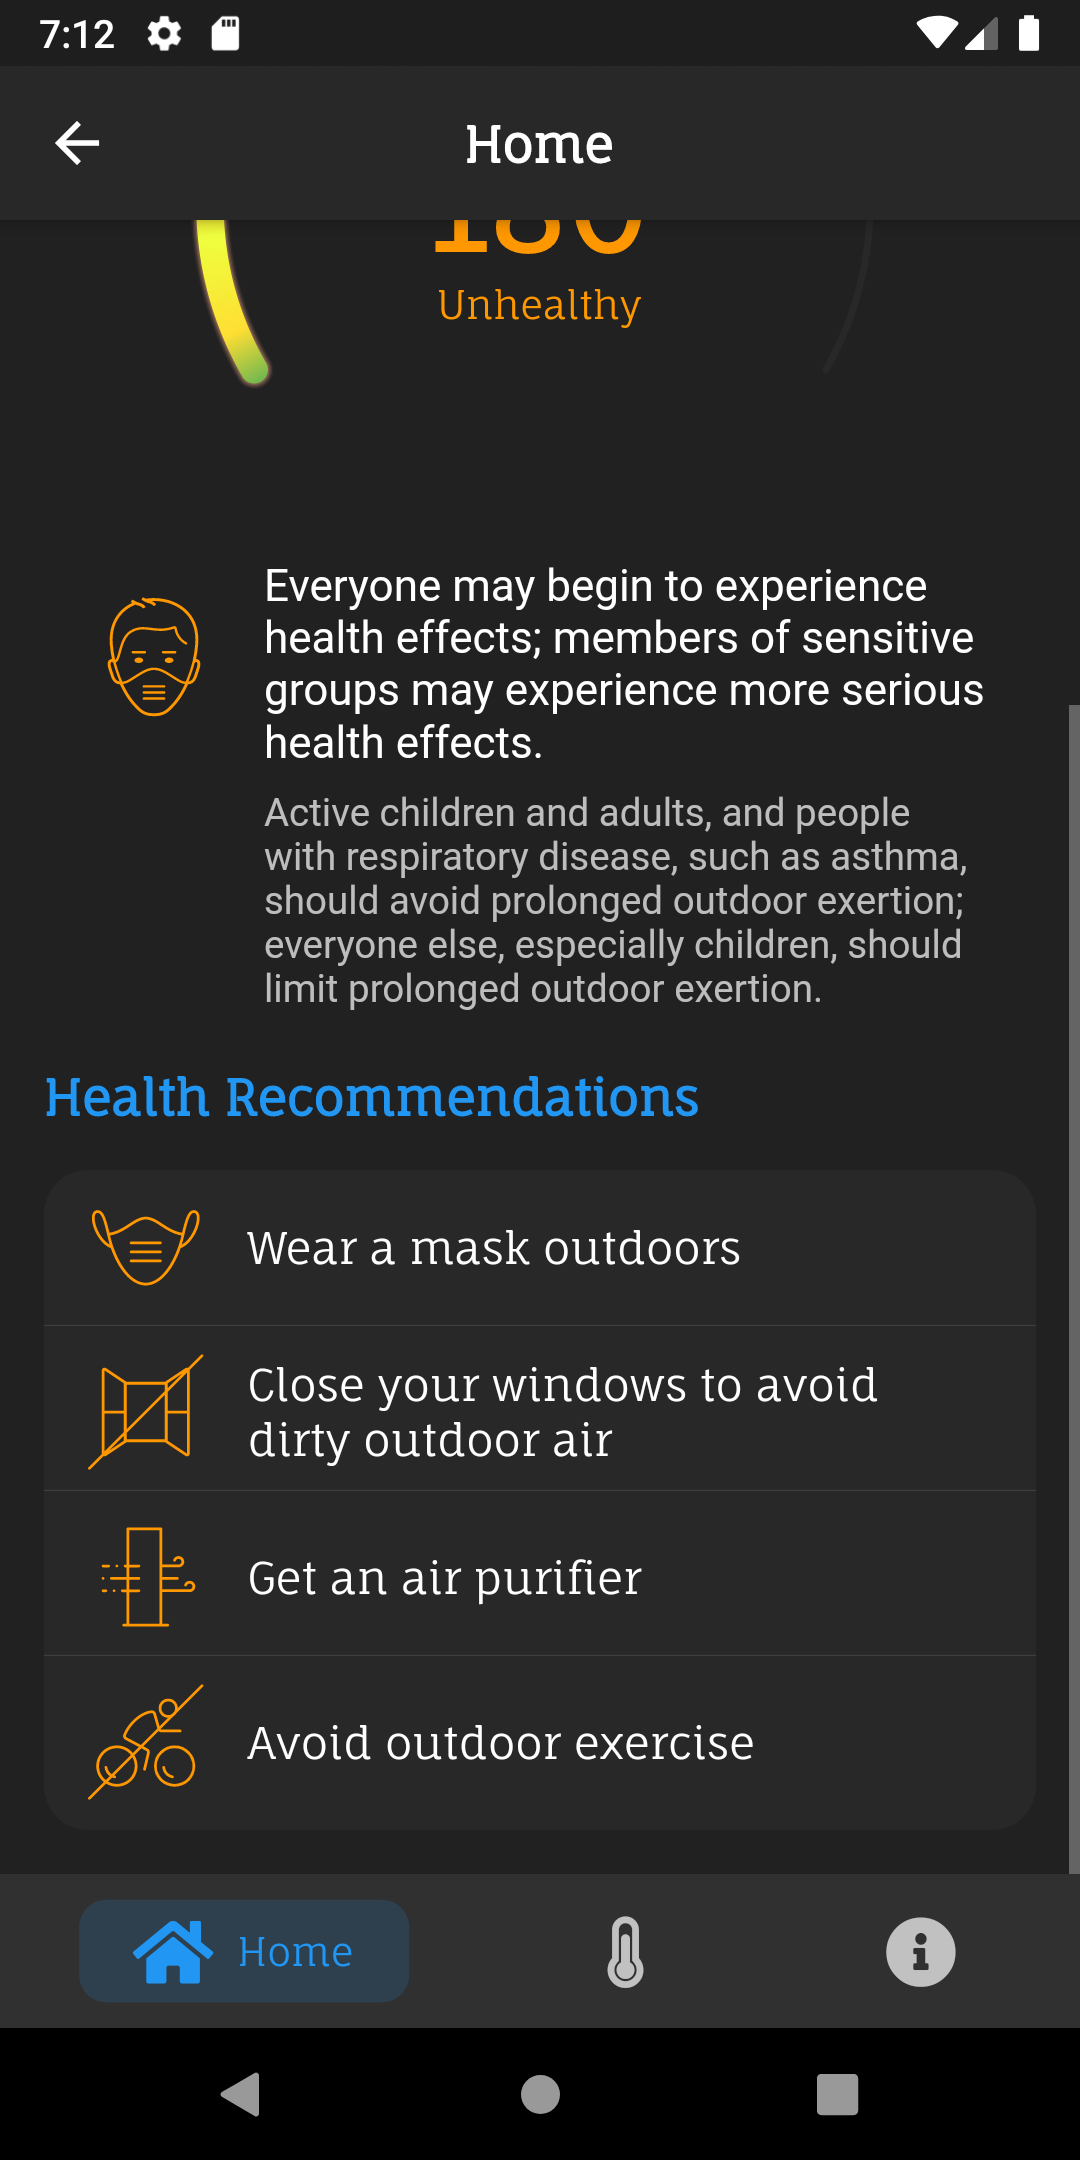 7:12
Home
Unhealthy
Everyone may begin to experience
health effects; members of sensitive
groups may experience more serious
health effects.
Active children and adults, and people
with respiratory disease, such as asthma,
should avoid prolonged outdoor exertion;
everyone else, especially children, should
limit prolonged outdoor exertion.
Health Recommendations
Wear a mask outdoors
Close your windows to avoid
dirty outdoor air
Get an air purifier
Avoid outdoor exercise
Home